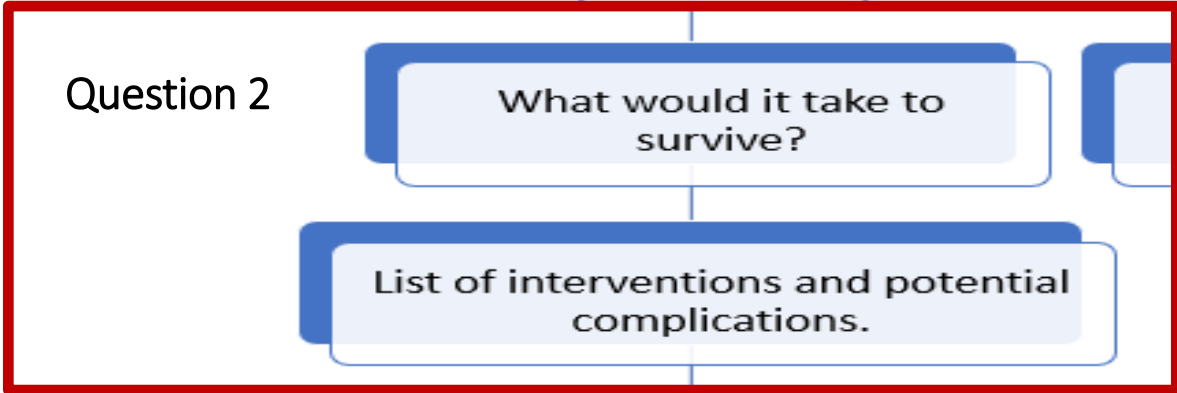 Question 2
What would it take to
survive?
List of interventions and potential
complications.